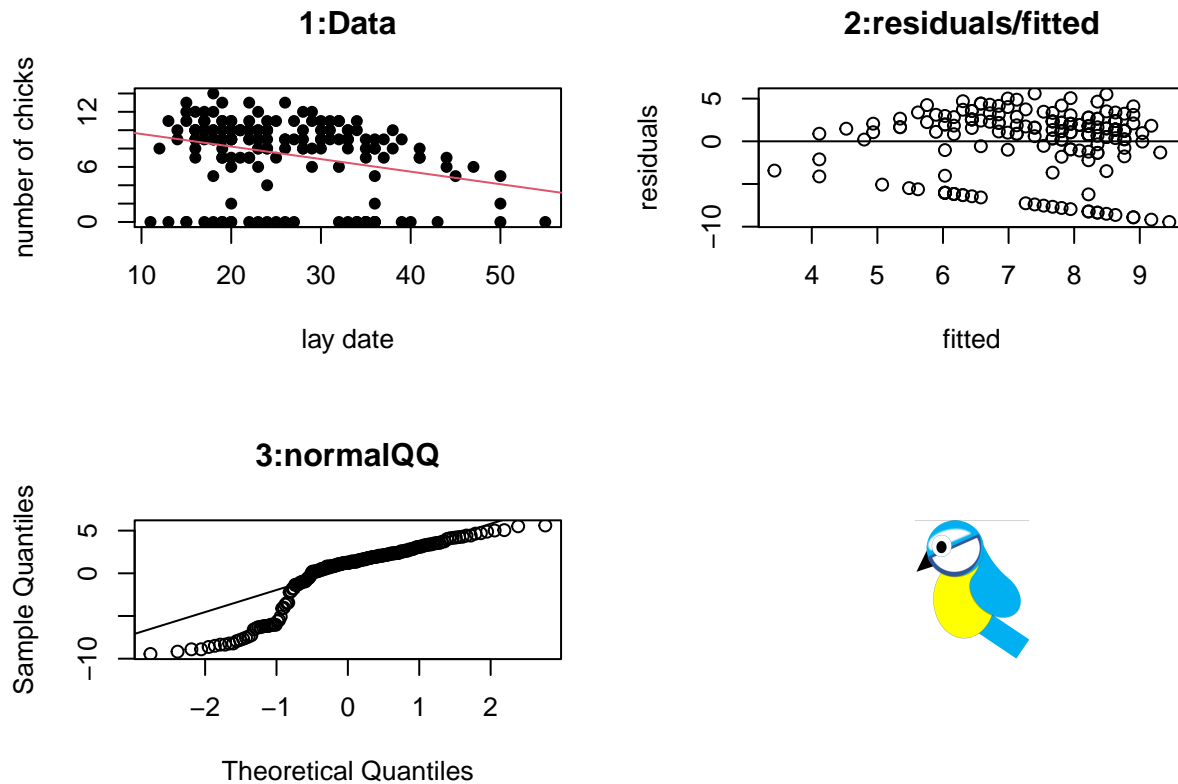 1:Data
number of chicks
0 6 12
10 20 30 40 50
lay date
2:residuals/fitted
residuals
−10 0 5
4 5 6 7 8 9
fitted
3:normalQQ
Sample Quantiles
−10 0 5
−2 −1 0 1 2
Theoretical Quantiles